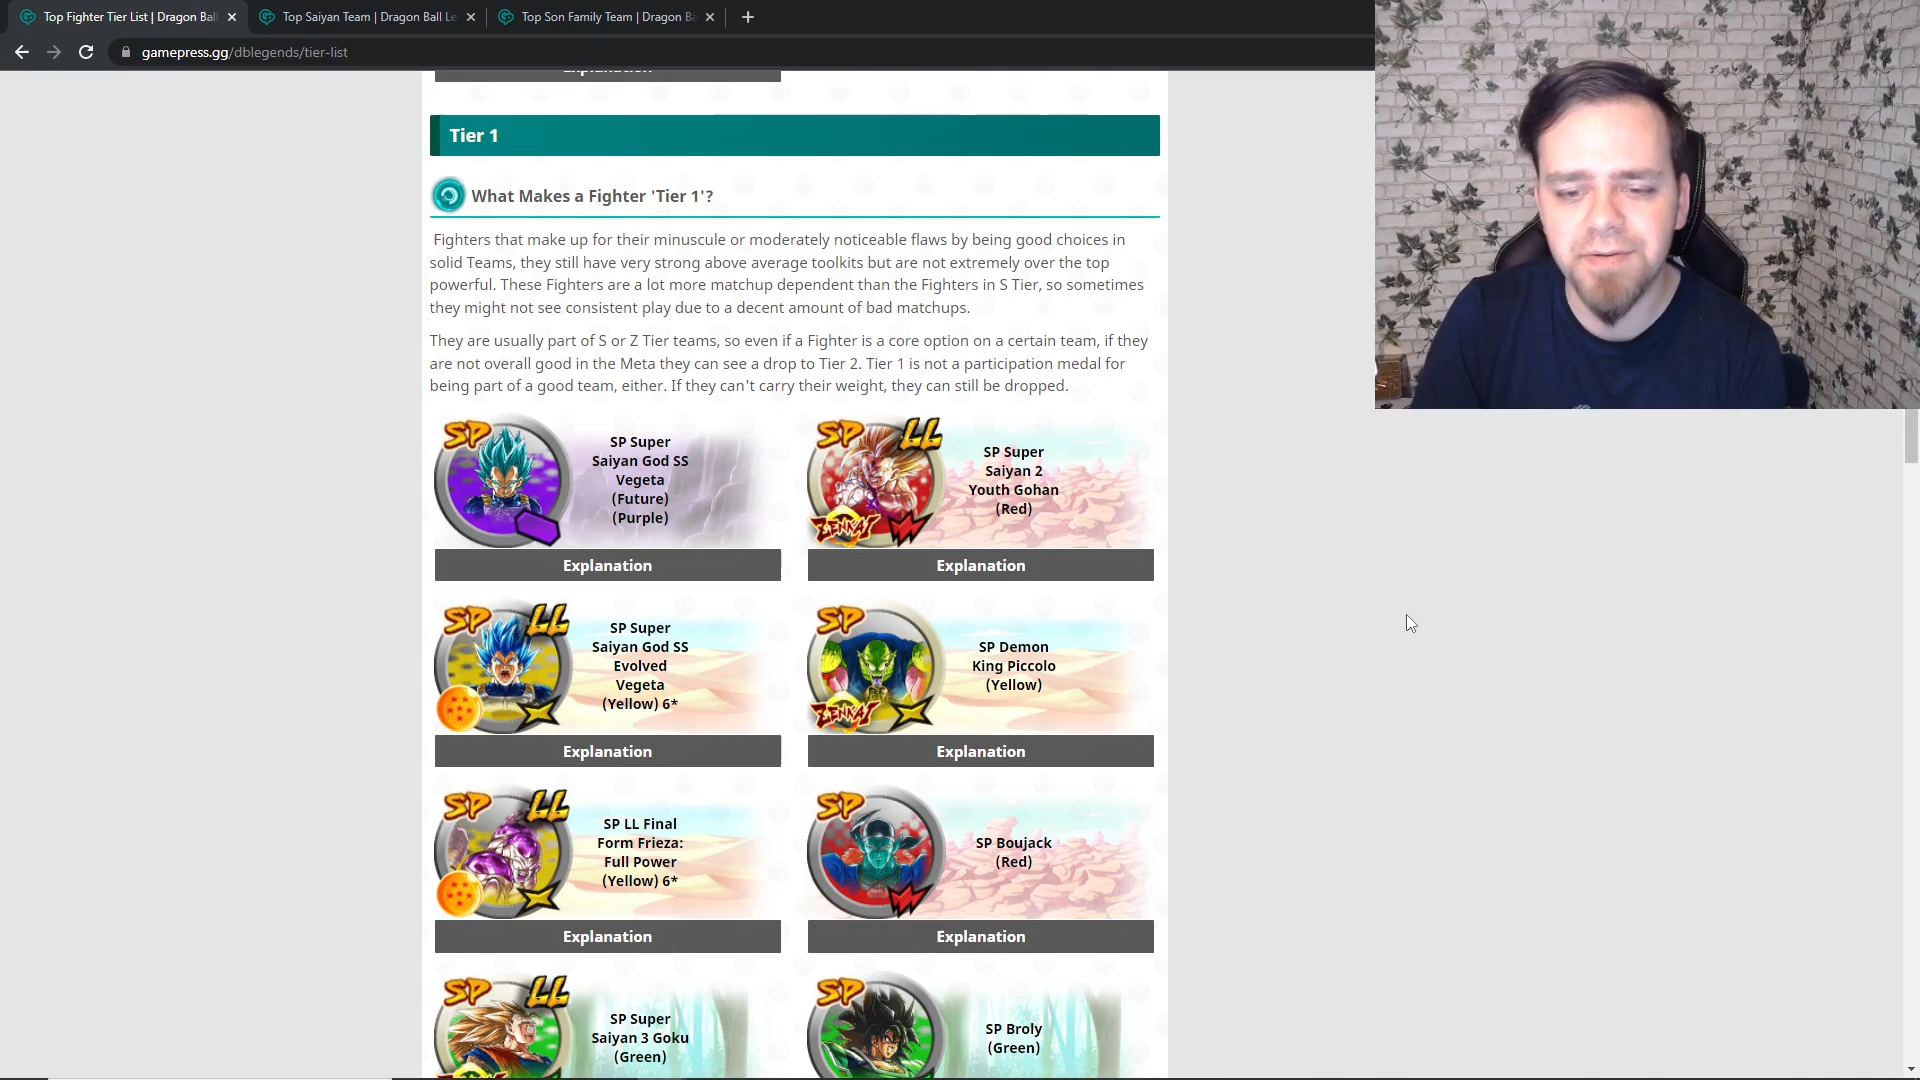 Top Fighter Tier List | Dragon Ball
Top Saiyan Team | Dragon Ball Le
Top Son Family Team | Dragon Ba
gamepress.gg/dblegends/tier-list
Explanation
Tier 1
What Makes a Fighter 'Tier 1'?
Fighters that make up for their minuscule or moderately noticeable flaws by being good choices in
solid Teams, they still have very strong above average toolkits but are not extremely over the top
powerful. These Fighters are a lot more matchup dependent than the Fighters in S Tier, so sometimes
they might not see consistent play due to a decent amount of bad matchups.
They are usually part of S or Z Tier teams, so even if a Fighter is a core option on a certain team, if they
are not overall good in the Meta they can see a drop to Tier 2. Tier 1 is not a participation medal for
being part of a good team, either. If they can't carry their weight, they can still be dropped.
SP
SP Super
Saiyan God SS
Vegeta
(Future)
(Purple)
Explanation
SP LL
ZENKAI
SP Super
Saiyan 2
Youth Gohan
(Red)
Explanation
SP LL
SP Super
Saiyan God SS
Evolved
Vegeta
(Yellow) 6*
Explanation
SP
ZENKAI
SP Demon
King Piccolo
(Yellow)
Explanation
SP LL
SP LL Final
Form Frieza:
Full Power
(Yellow) 6*
Explanation
SP
SP Boujack
(Red)
Explanation
SP LL
SP Super
Saiyan 3 Goku
(Green)
SP
SP Broly
(Green)